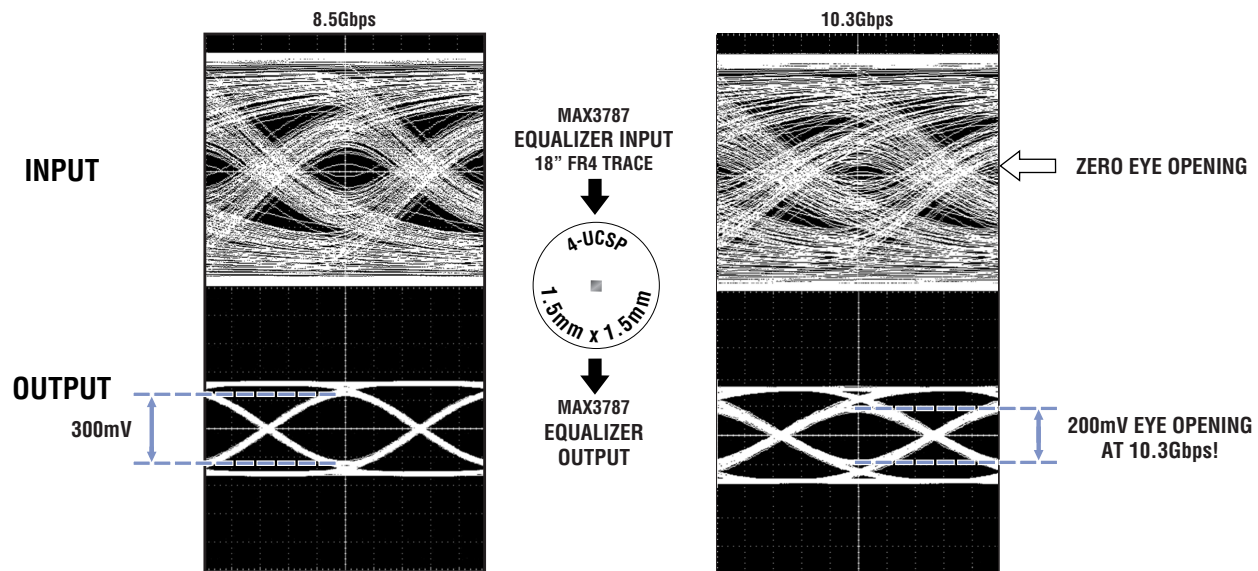 8.5Gbps
10.3Gbps
INPUT
MAX3787
EQUALIZER INPUT
18” FR4 TRACE
ZERO EYE OPENING
4-UCSP
1.5mm x 1.5mm
OUTPUT
300mV
MAX3787
EQUALIZER
OUTPUT
200mV EYE OPENING
AT 10.3Gbps!